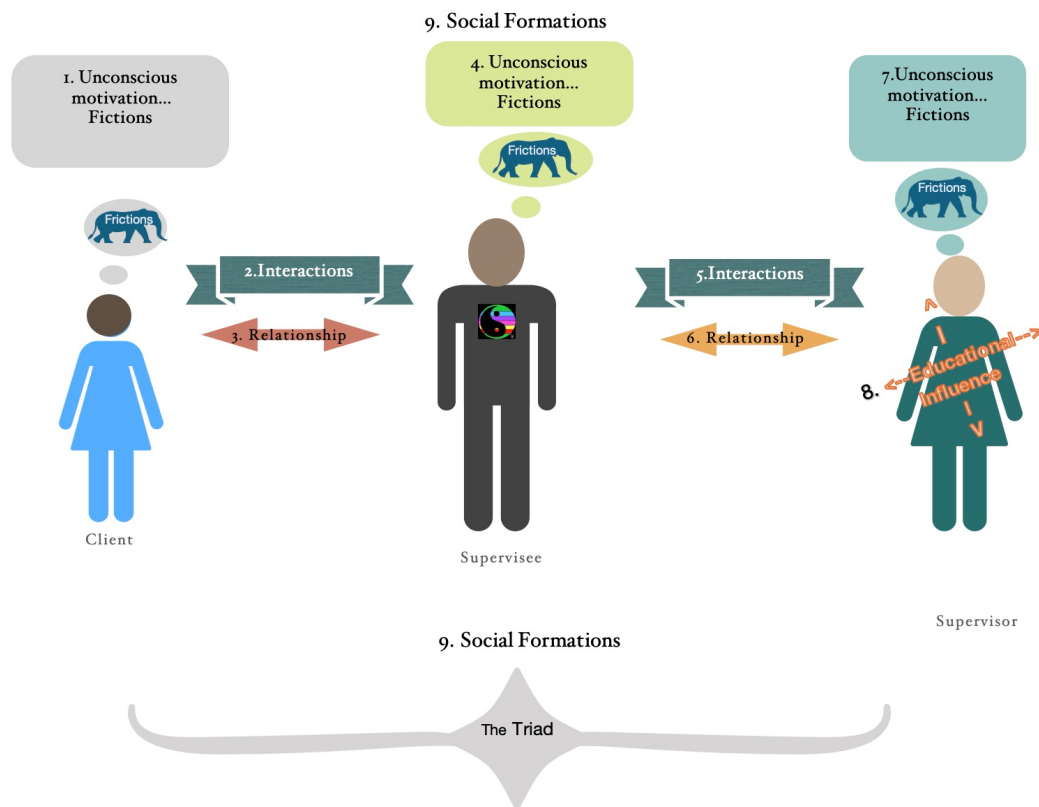 9. Social Formations
1. Unconscious
motivation...
Fictions
4. Unconscious
motivation...
Fictions
7.Unconscious
motivation...
Fictions
Frictions
Frictions
Frictions
2.Interactions
5.Interactions
3. Relationship
6. Relationship
8.
<--Educational-->
Influence
Client
Supervisee
Supervisor
9. Social Formations
The Triad